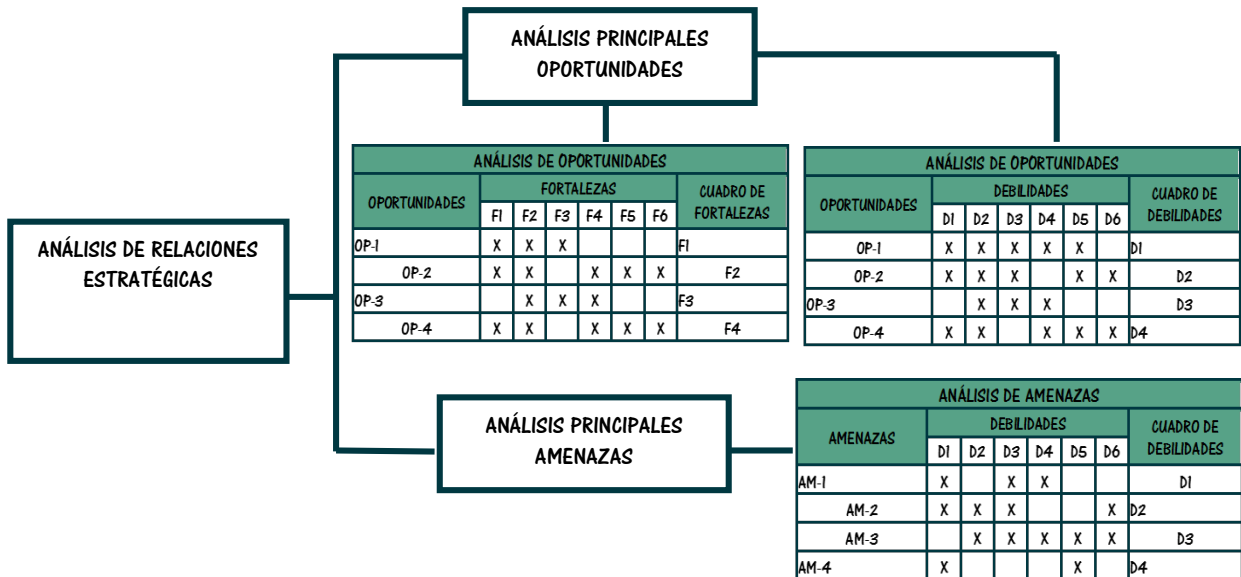 ANÁLISIS PRINCIPALES
OPORTUNIDADES
ANÁLISIS DE RELACIONES
ESTRATÉGICAS
ANÁLISIS DE OPORTUNIDADES
OPORTUNIDADES FORTALEZAS CUADRO DE FORTALEZAS
F1 F2 F3 F4 F5 F6
OP-1 X X X F1
OP-2 X X X X X F2
OP-3 X X X F3
OP-4 X X X X X F4
ANÁLISIS DE OPORTUNIDADES
OPORTUNIDADES DEBILIDADES CUADRO DE DEBILIDADES
D1 D2 D3 D4 D5 D6
OP-1 X X X X X D1
OP-2 X X X X X D2
OP-3 X X X D3
OP-4 X X X X X D4
ANÁLISIS PRINCIPALES
AMENAZAS
ANÁLISIS DE AMENAZAS
AMENAZAS DEBILIDADES CUADRO DE DEBILIDADES
D1 D2 D3 D4 D5 D6
AM-1 X X X D1
AM-2 X X X X D2
AM-3 X X X X X D3
AM-4 X X D4